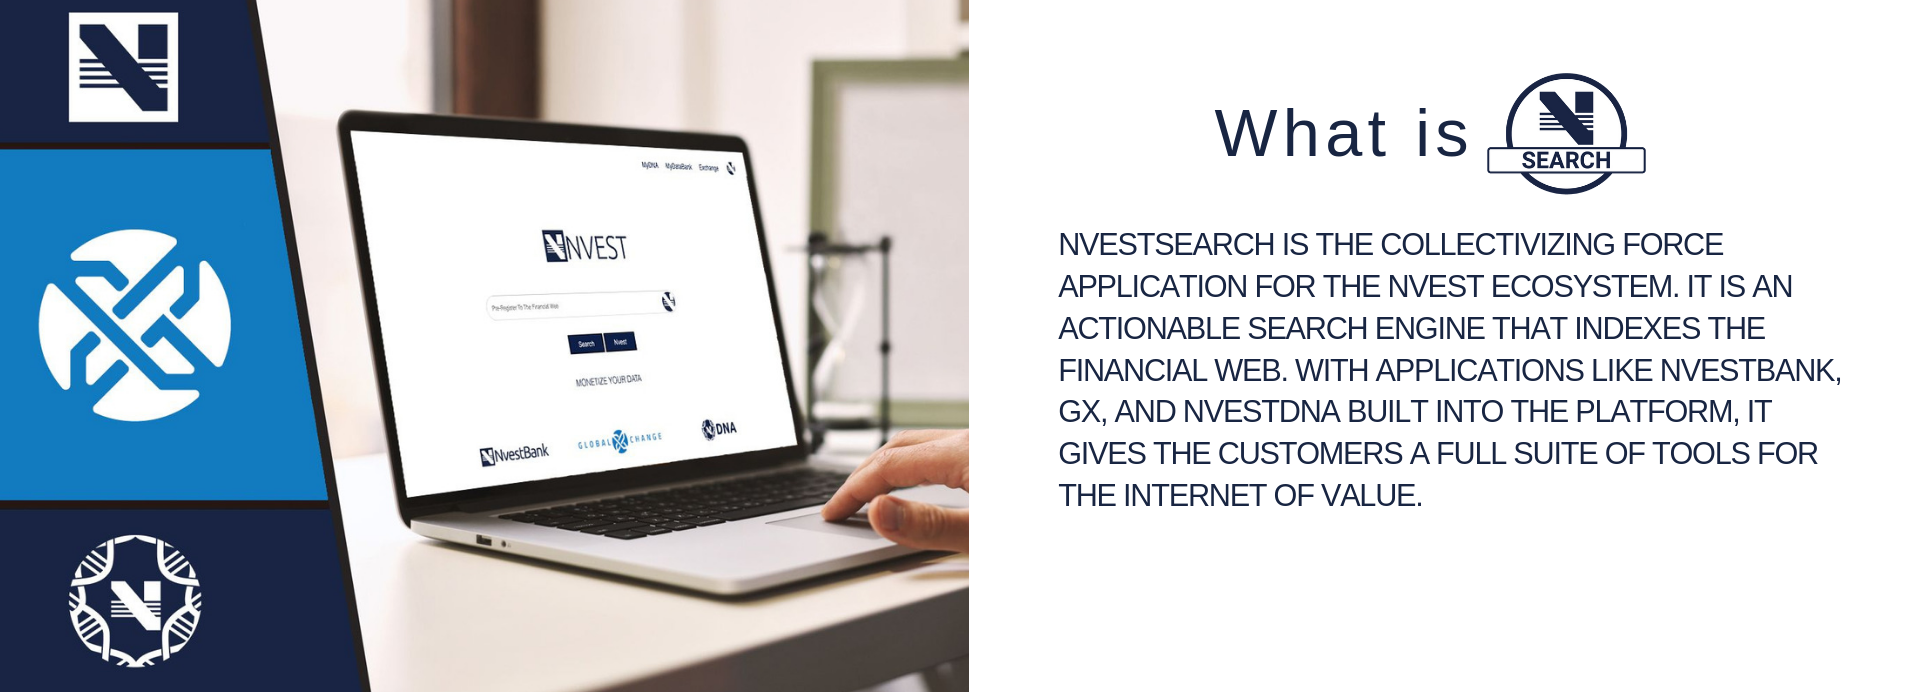 MyDNA MyDataBank Exchange
NVEST
Pre-Register To The Financial Web
Search Nvest
MONETIZE YOUR DATA
NvestBank GLOBAL XCHANGE DNA
What is
SEARCH
NVESTSEARCH IS THE COLLECTIVIZING FORCE
APPLICATION FOR THE NVEST ECOSYSTEM. IT IS AN
ACTIONABLE SEARCH ENGINE THAT INDEXES THE
FINANCIAL WEB. WITH APPLICATIONS LIKE NVESTBANK,
GX, AND NVESTDNA BUILT INTO THE PLATFORM, IT
GIVES THE CUSTOMERS A FULL SUITE OF TOOLS FOR
THE INTERNET OF VALUE.